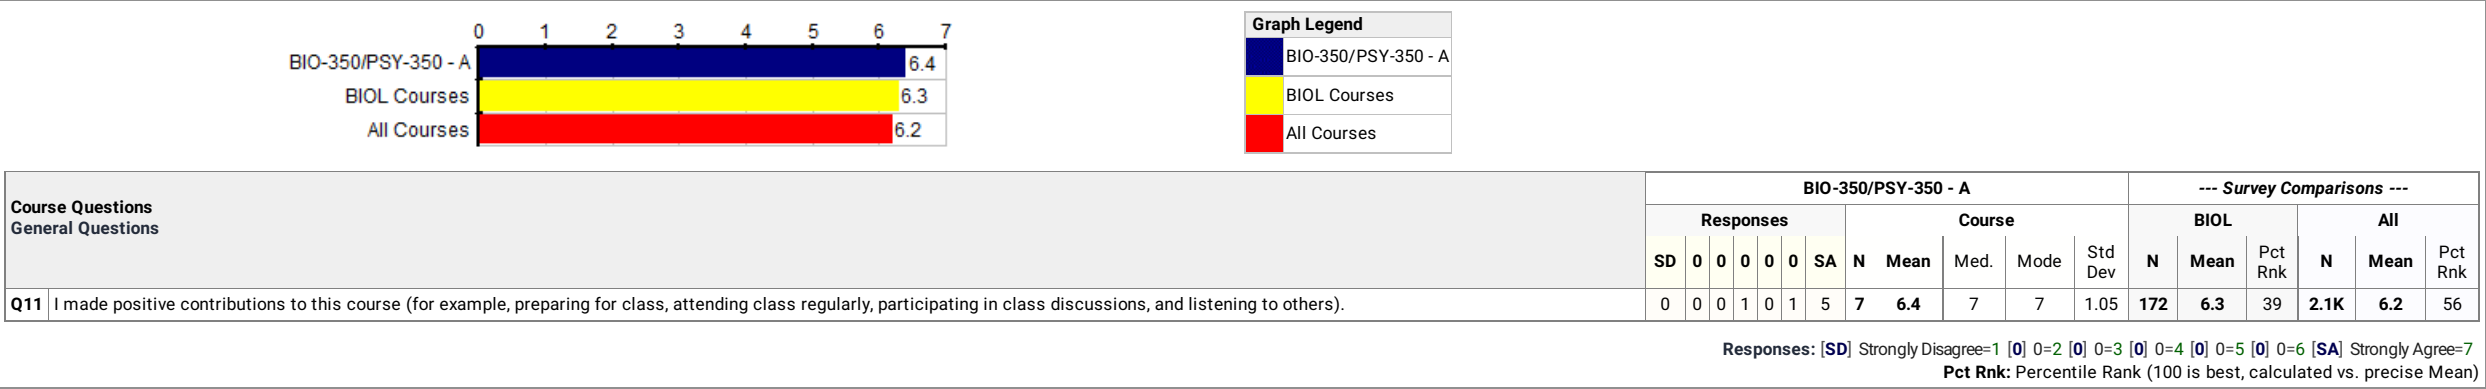 0 1 2 3 4 5 6 7
BIO-350/PSY-350 - A 6.4
BIOL Courses 6.3
All Courses 6.2
Graph Legend
BIO-350/PSY-350 - A
BIOL Courses
All Courses
Course Questions
General Questions
BIO-350/PSY-350 - A --- Survey Comparisons ---
Responses Course BIOL All
SD 0 0 0 0 0 SA N Mean Med. Mode Std Dev N Mean Pct Rnk N Mean Pct Rnk
Q11 I made positive contributions to this course (for example, preparing for class, attending class regularly, participating in class discussions, and listening to others). 0 0 0 1 0 1 5 7 6.4 7 7 1.05 172 6.3 39 2.1K 6.2 56
Responses: [SD] Strongly Disagree=1 [0] 0=2 [0] 0=3 [0] 0=4 [0] 0=5 [0] 0=6 [SA] Strongly Agree=7
Pct Rnk: Percentile Rank (100 is best, calculated vs. precise Mean)